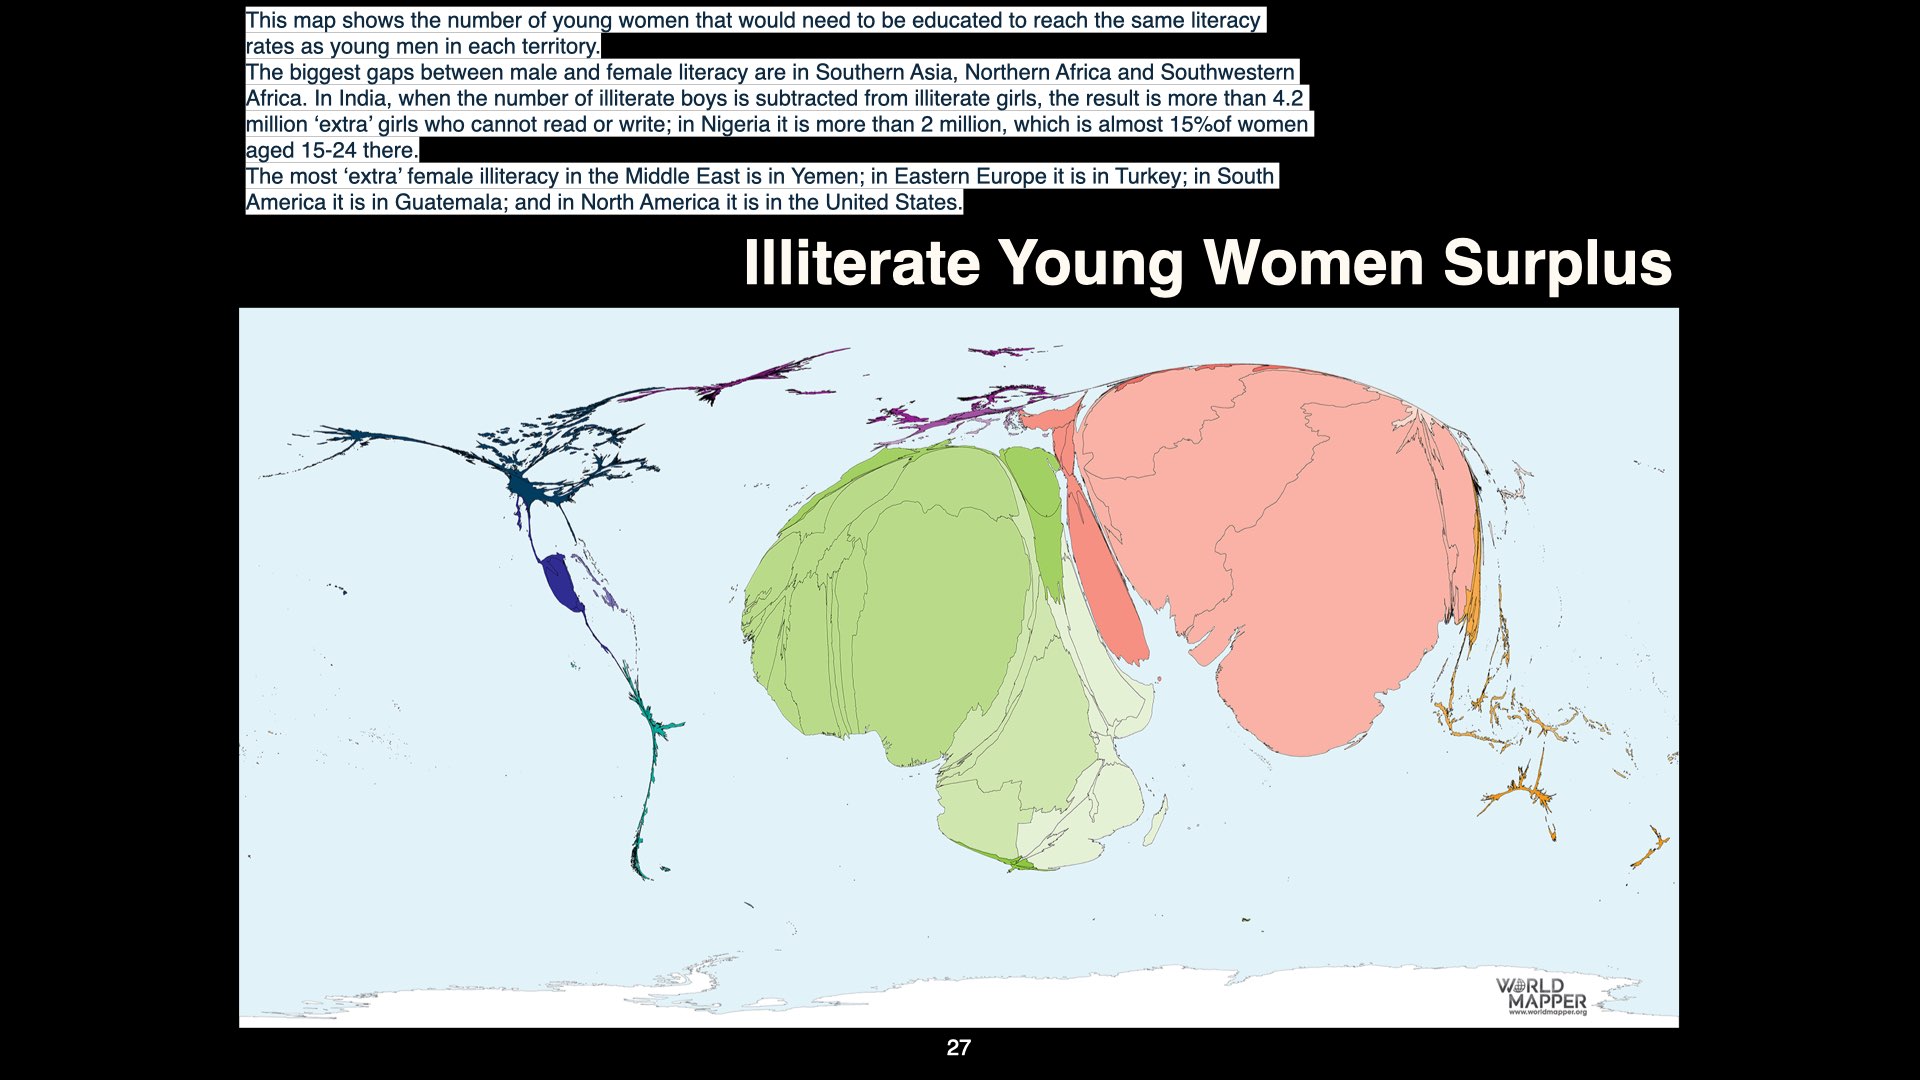 This map shows the number of young women that would need to be educated to reach the same literacy
rates as young men in each territory.
The biggest gaps between male and female literacy are in Southern Asia, Northern Africa and Southwestern
Africa. In India, when the number of illiterate boys is subtracted from illiterate girls, the result is more than 4.2
million ‘extra’ girls who cannot read or write; in Nigeria it is more than 2 million, which is almost 15%of women
aged 15-24 there.
The most ‘extra’ female illiteracy in the Middle East is in Yemen; in Eastern Europe it is in Turkey; in South
America it is in Guatemala; and in North America it is in the United States.
Illiterate Young Women Surplus
WORLD
MAPPER
www.worldmapper.org
27